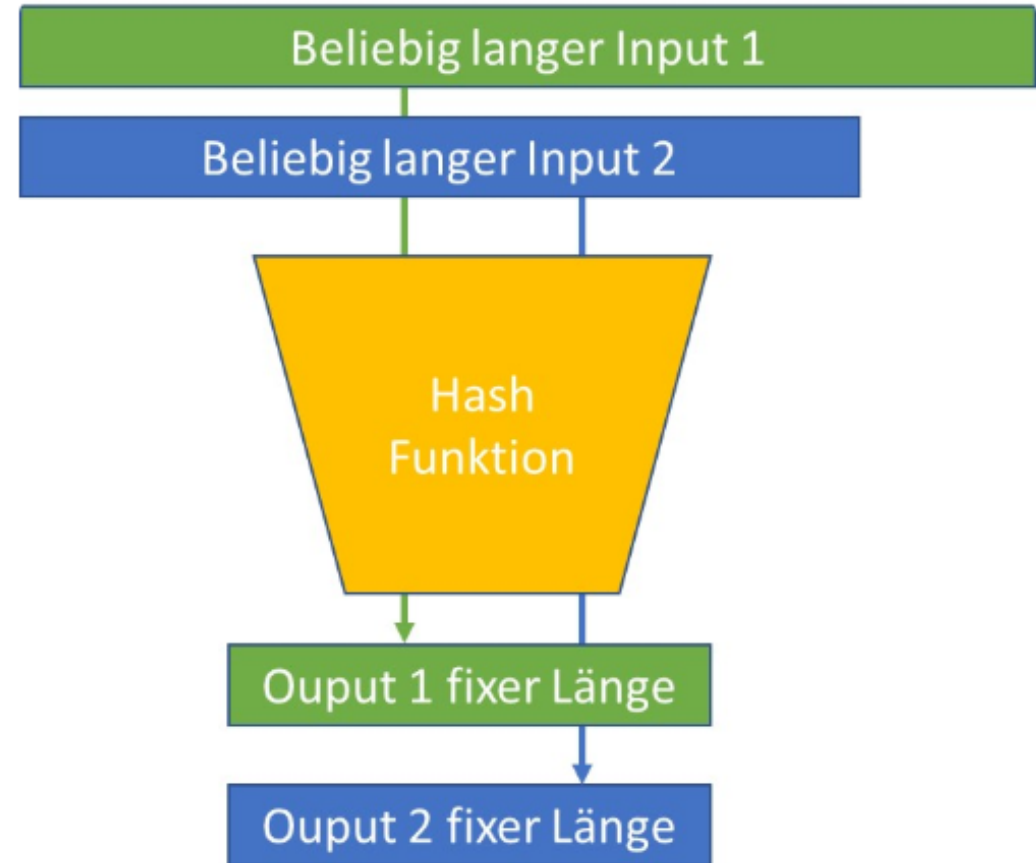 Beliebig langer Input 1
Beliebig langer Input 2
Hash
Funktion
Ouput 1 fixer Länge
Ouput 2 fixer Länge